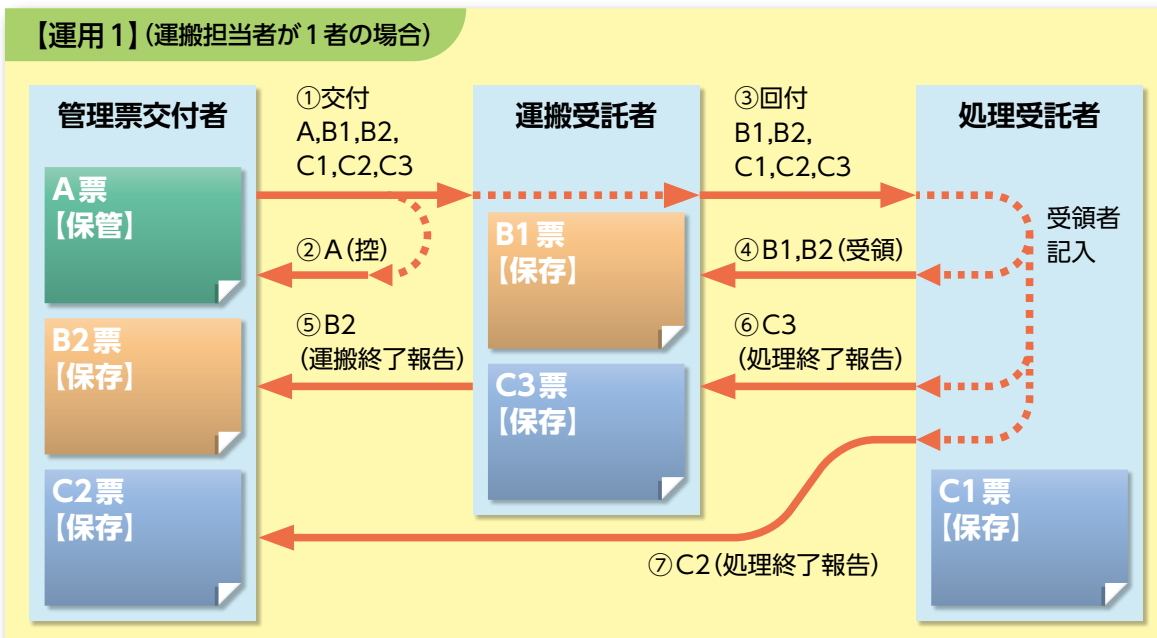 【運用1】(運搬担当者が1者の場合)
管理票交付者
A票
【保管】
B2票
【保存】
C2票
【保存】
①交付
A,B1,B2,
C1,C2,C3
②A(控)
⑤B2
(運搬終了報告)
運搬受託者
B1票
【保存】
C3票
【保存】
③回付
B1,B2,
C1,C2,C3
④B1,B2(受領)
⑥C3
(処理終了報告)
⑦C2(処理終了報告)
処理受託者
受領者
記入
C1票
【保存】